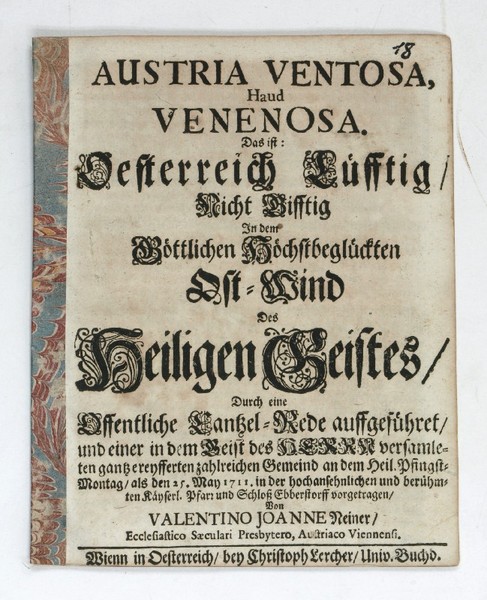 18
AUSTRIA VENTOSA,
Haud
VENENOSA.
Das ist:
Oesterreich Lüfftig/
Nicht Gifftig
In dem
Göttlichen Höchstbeglückten
Ost-Wind
Des
Heiligen Geistes/
Durch eine
Offentliche Cantzel-Rede auffgeführet/
und einer in dem Geist des HERRN versamle-
ten gantz ereyfferten zahlreichen Gemeind an dem Heil. Pfingst-
Montag/ als den 25. May 1711. in der hochansehnlichen und berühm-
ten Käyserl. Pfarr und Schloß Ebberstorff vorgetragen/
Von
VALENTINO JOANNE Neiner/
Ecclesiastico Sæculari Presbytero, Austriaco Viennensi.
Wienn in Oesterreich/ bey Christoph Lercher/ Univ. Buchd.